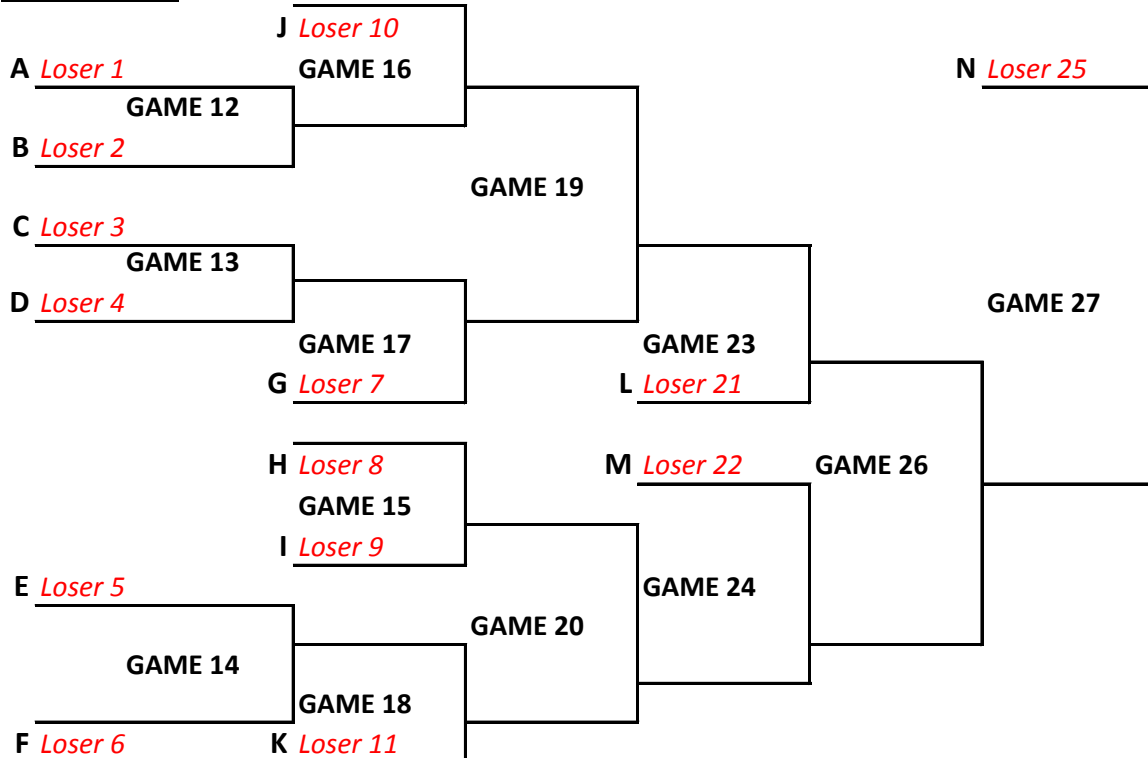 J Loser 10
A Loser 1
GAME 16
N Loser 25
GAME 12
B Loser 2
GAME 19
C Loser 3
GAME 13
D Loser 4
GAME 27
GAME 17
GAME 23
G Loser 7
L Loser 21
H Loser 8
M Loser 22
GAME 26
GAME 15
I Loser 9
E Loser 5
GAME 24
GAME 20
GAME 14
GAME 18
F Loser 6
K Loser 11